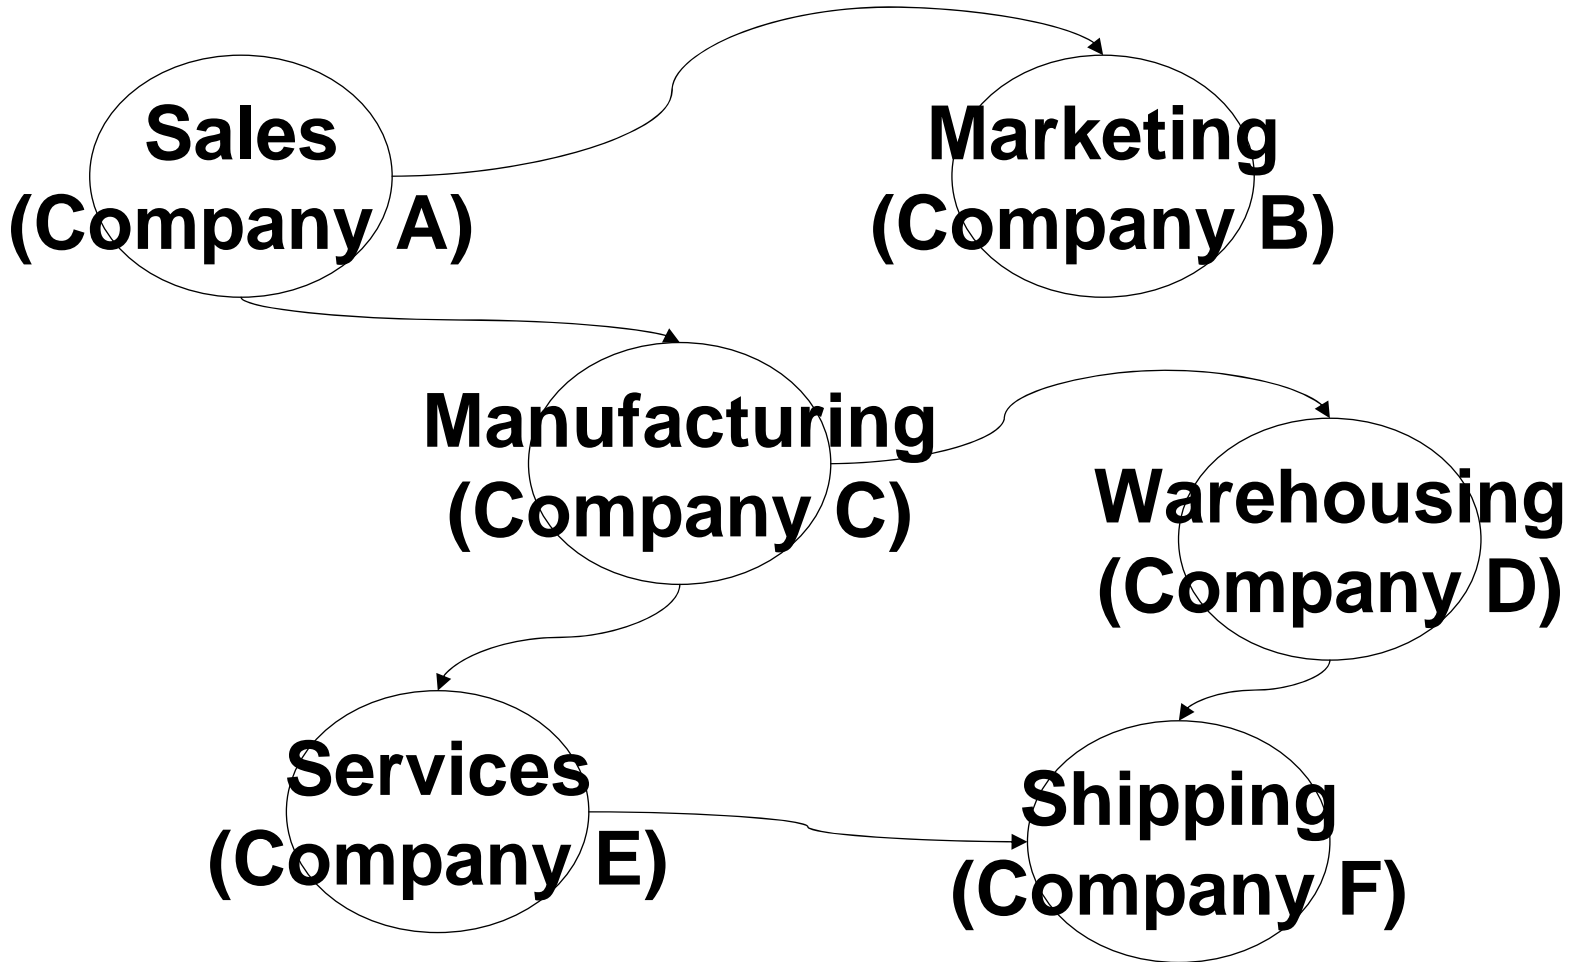 Sales
(Company A)
Marketing
(Company B)
Manufacturing
(Company C)
Warehousing
(Company D)
Services
(Company E)
Shipping
(Company F)